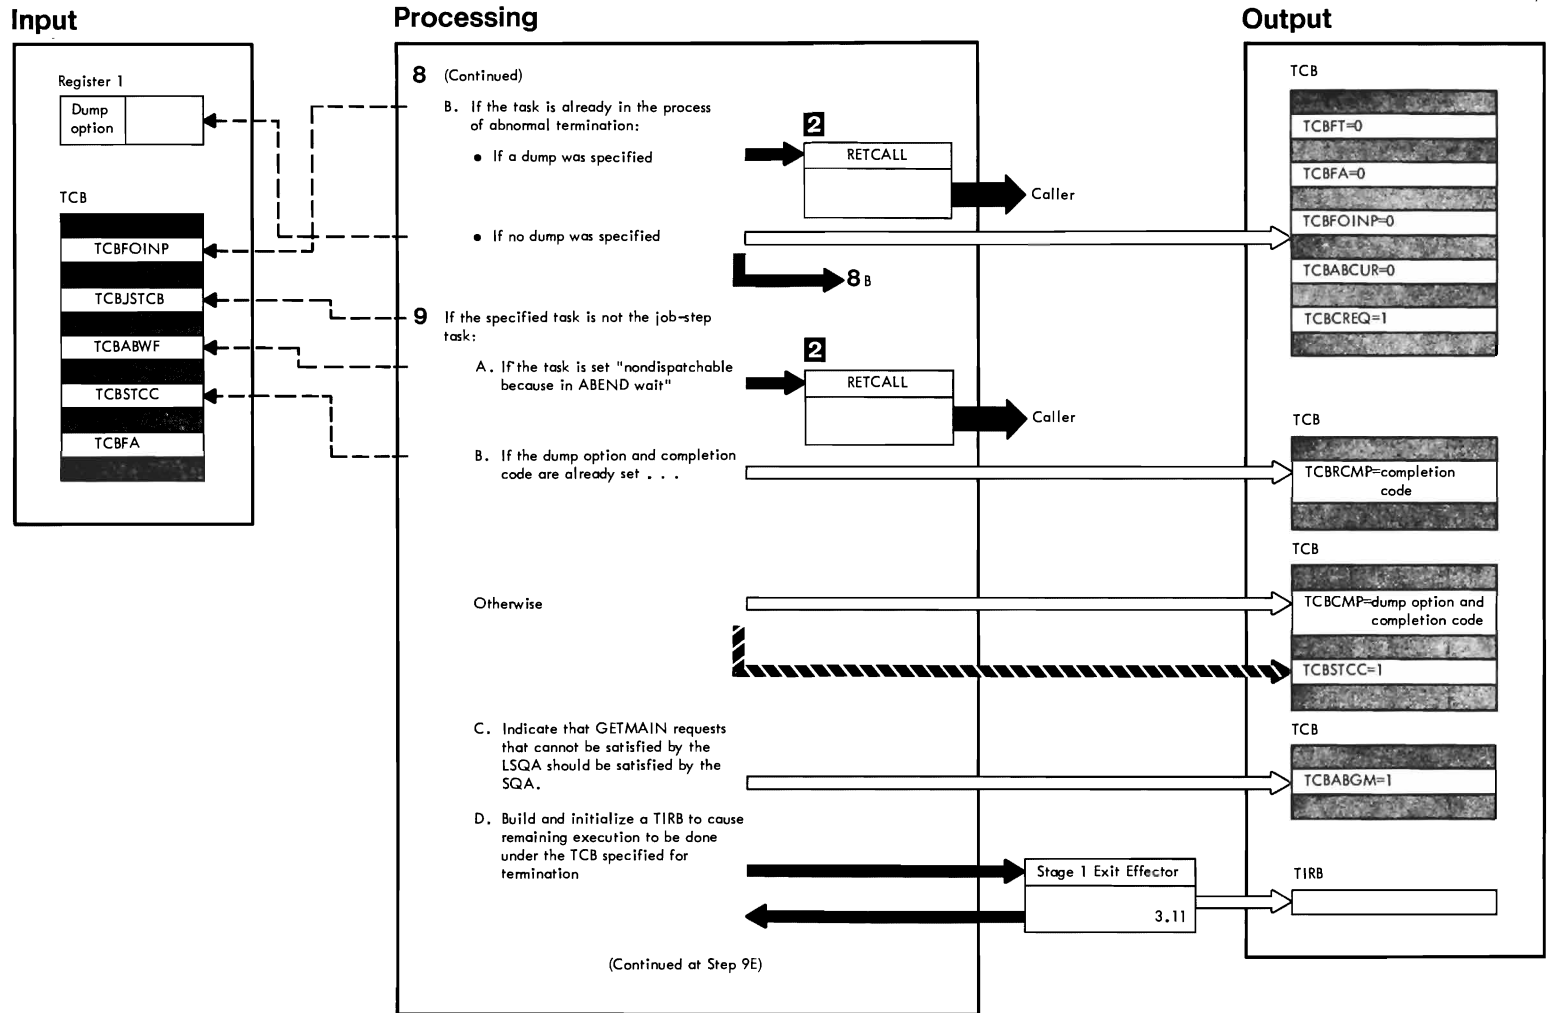 Input
Processing
Output
Register 1
Dump
option
TCB
TCBFOINP
TCBJSTCB
TCBABWF
TCBSTCC
TCBFA
8 (Continued)
B. If the task is already in the process
of abnormal termination:
• If a dump was specified
2
RETCALL
Caller
• If no dump was specified
8 B
9 If the specified task is not the job-step
task:
A. If the task is set "nondispatchable
because in ABEND wait"
2
RETCALL
Caller
B. If the dump option and completion
code are already set . . .
Otherwise
C. Indicate that GETMAIN requests
that cannot be satisfied by the
LSQA should be satisfied by the
SQA.
D. Build and initialize a TIRB to cause
remaining execution to be done
under the TCB specified for
termination
Stage 1 Exit Effector
3.11
(Continued at Step 9E)
TCB
TCBFT=0
TCBFA=0
TCBFOINP=0
TCBABCUR=0
TCBCREQ=1
TCB
TCBRCMP=completion
code
TCB
TCBCMP=dump option and
completion code
TCBSTCC=1
TCB
TCBABGM=1
TIRB